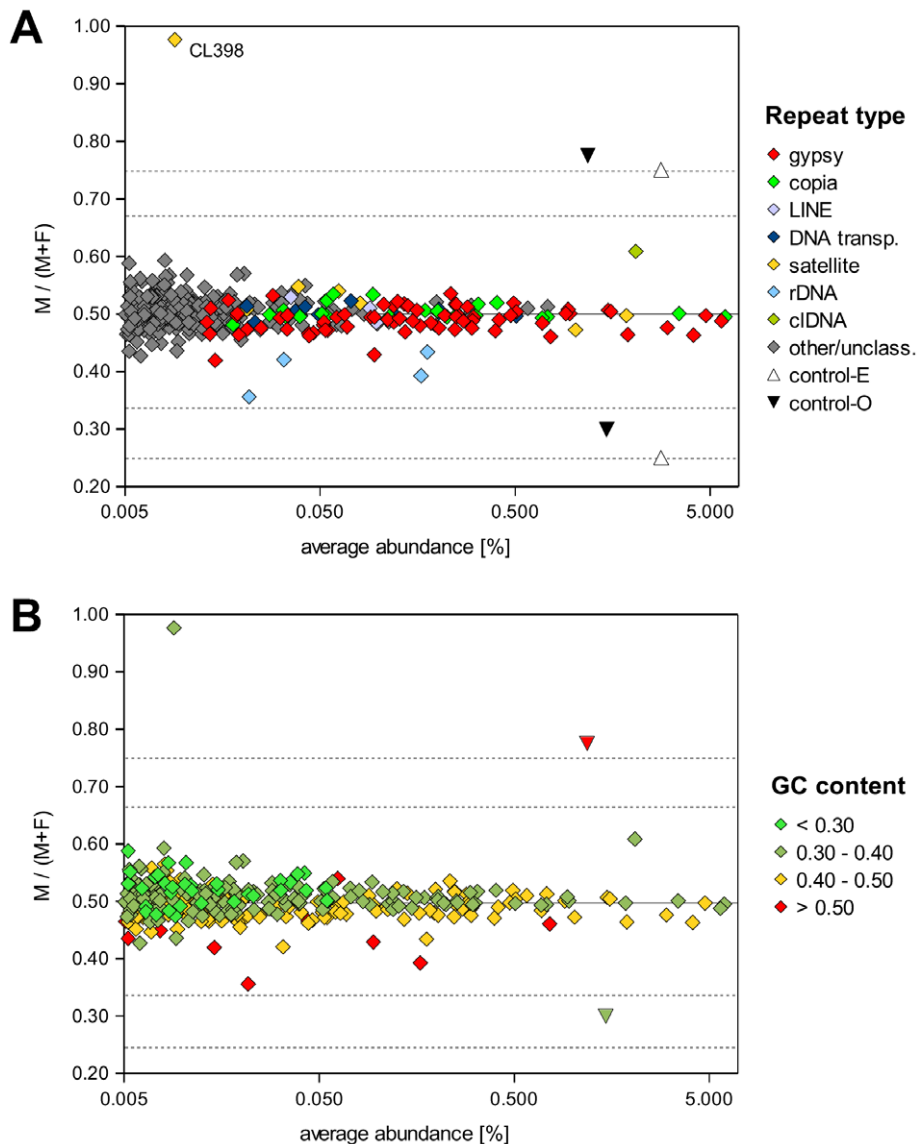 A
1.00
CL398
0.90
0.80
0.70
0.60
0.50
0.40
0.30
0.20
M / (M+F)
0.005
0.050
0.500
5.000
average abundance [%]
Repeat type
gypsy
copia
LINE
DNA transp.
satellite
rDNA
clDNA
other/unclass.
control-E
control-O
B
1.00
0.90
0.80
0.70
0.60
0.50
0.40
0.30
0.20
M / (M+F)
0.005
0.050
0.500
5.000
average abundance [%]
GC content
< 0.30
0.30 - 0.40
0.40 - 0.50
> 0.50